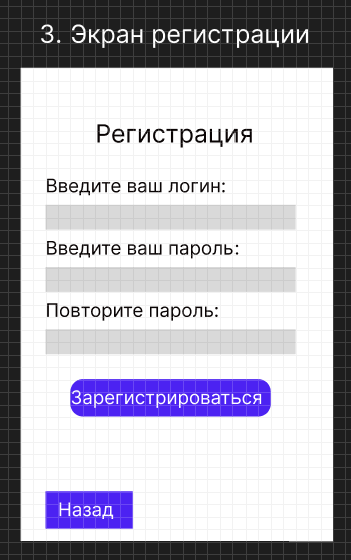 3. Экран регистрации
Регистрация
Введите ваш логин:
Введите ваш пароль:
Повторите пароль:
Зарегистрироваться
Назад